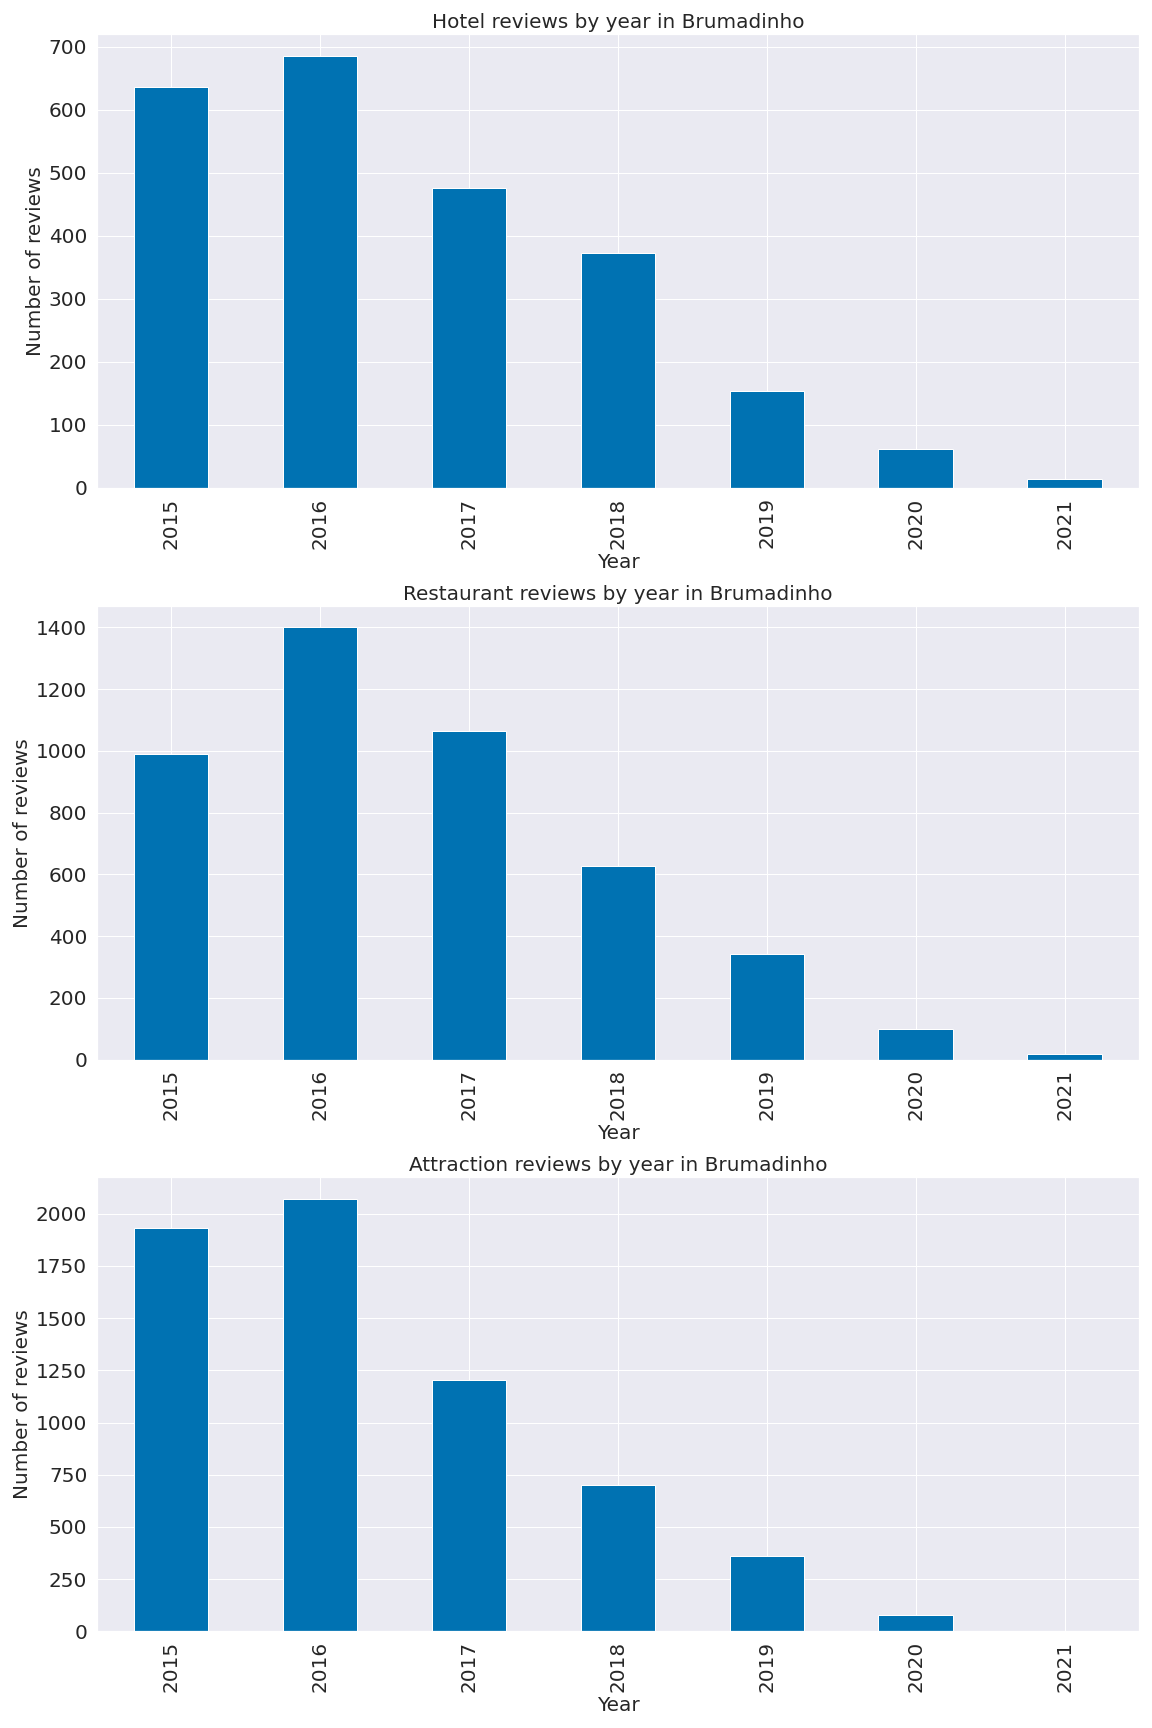 Hotel reviews by year in Brumadinho
700
600
500
400
300
200
100
0
Number of reviews
2015 2016 2017 2018 2019 2020 2021
Year
Restaurant reviews by year in Brumadinho
1400
1200
1000
800
600
400
200
0
Number of reviews
2015 2016 2017 2018 2019 2020 2021
Year
Attraction reviews by year in Brumadinho
2000
1750
1500
1250
1000
750
500
250
0
Number of reviews
2015 2016 2017 2018 2019 2020 2021
Year